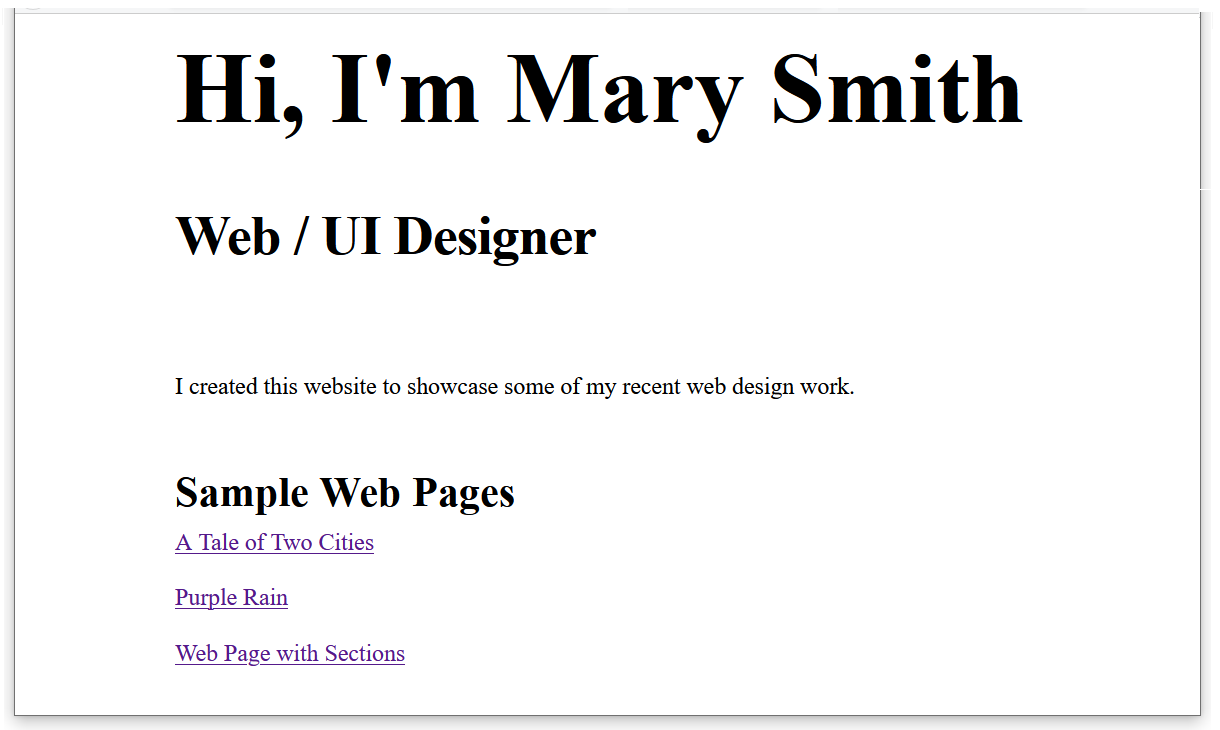 Hi, I'm Mary Smith
Web / UI Designer
I created this website to showcase some of my recent web design work.
Sample Web Pages
A Tale of Two Cities
Purple Rain
Web Page with Sections